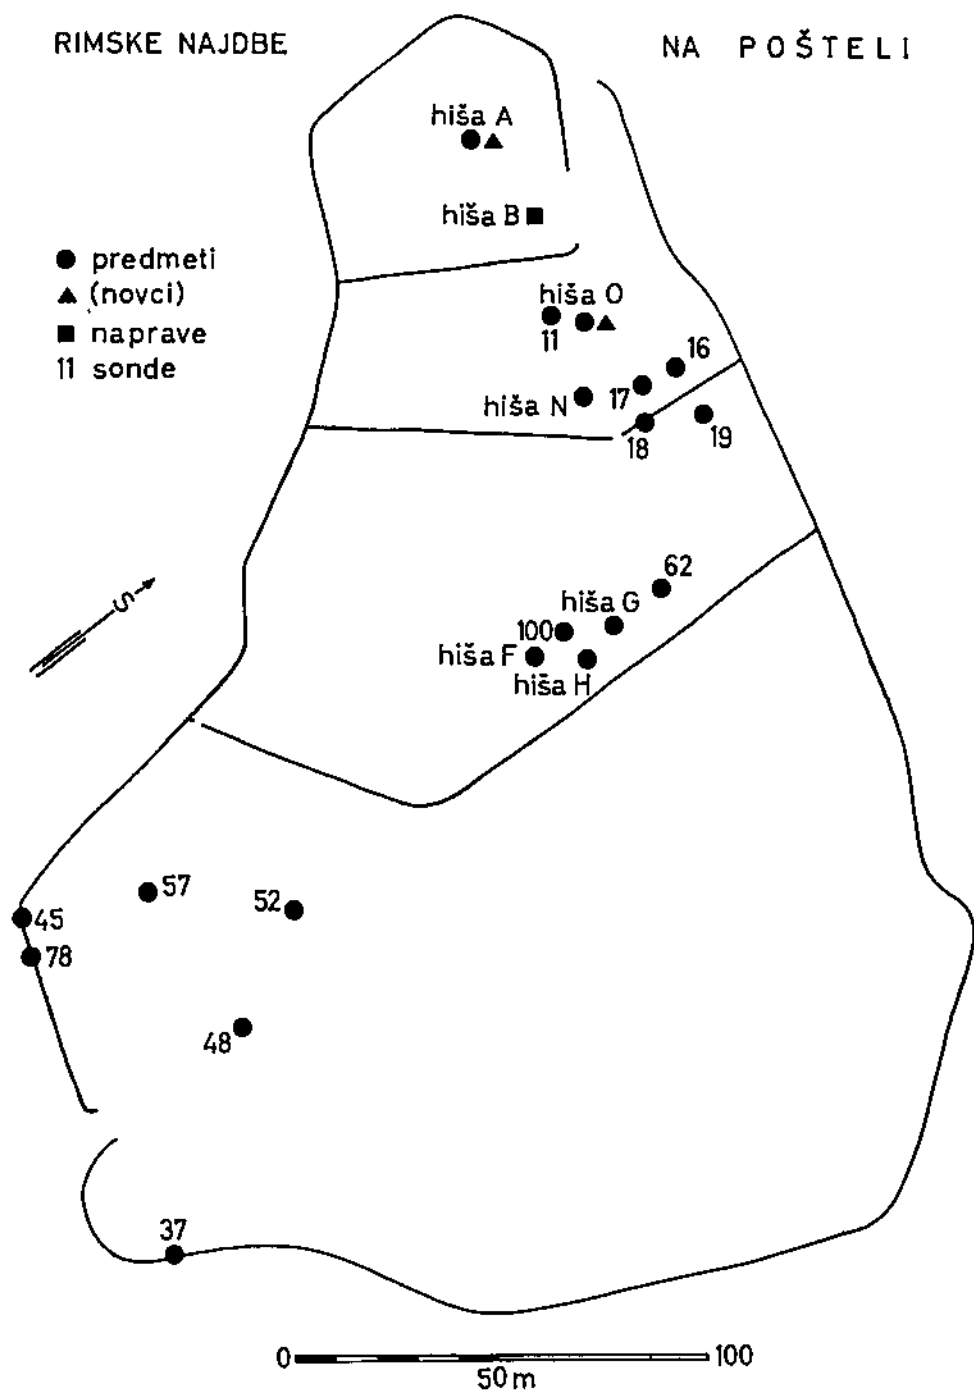 RIMSKE NAJDBE
NA POŠTELI
hiša A
hiša B
predmeti
(novci)
naprave
11 sonde
hiša O
11
16
17
hiša N
18
19
S
62
hiša G
100
hiša F
hiša H
57
52
45
78
48
37
0
100
50 m